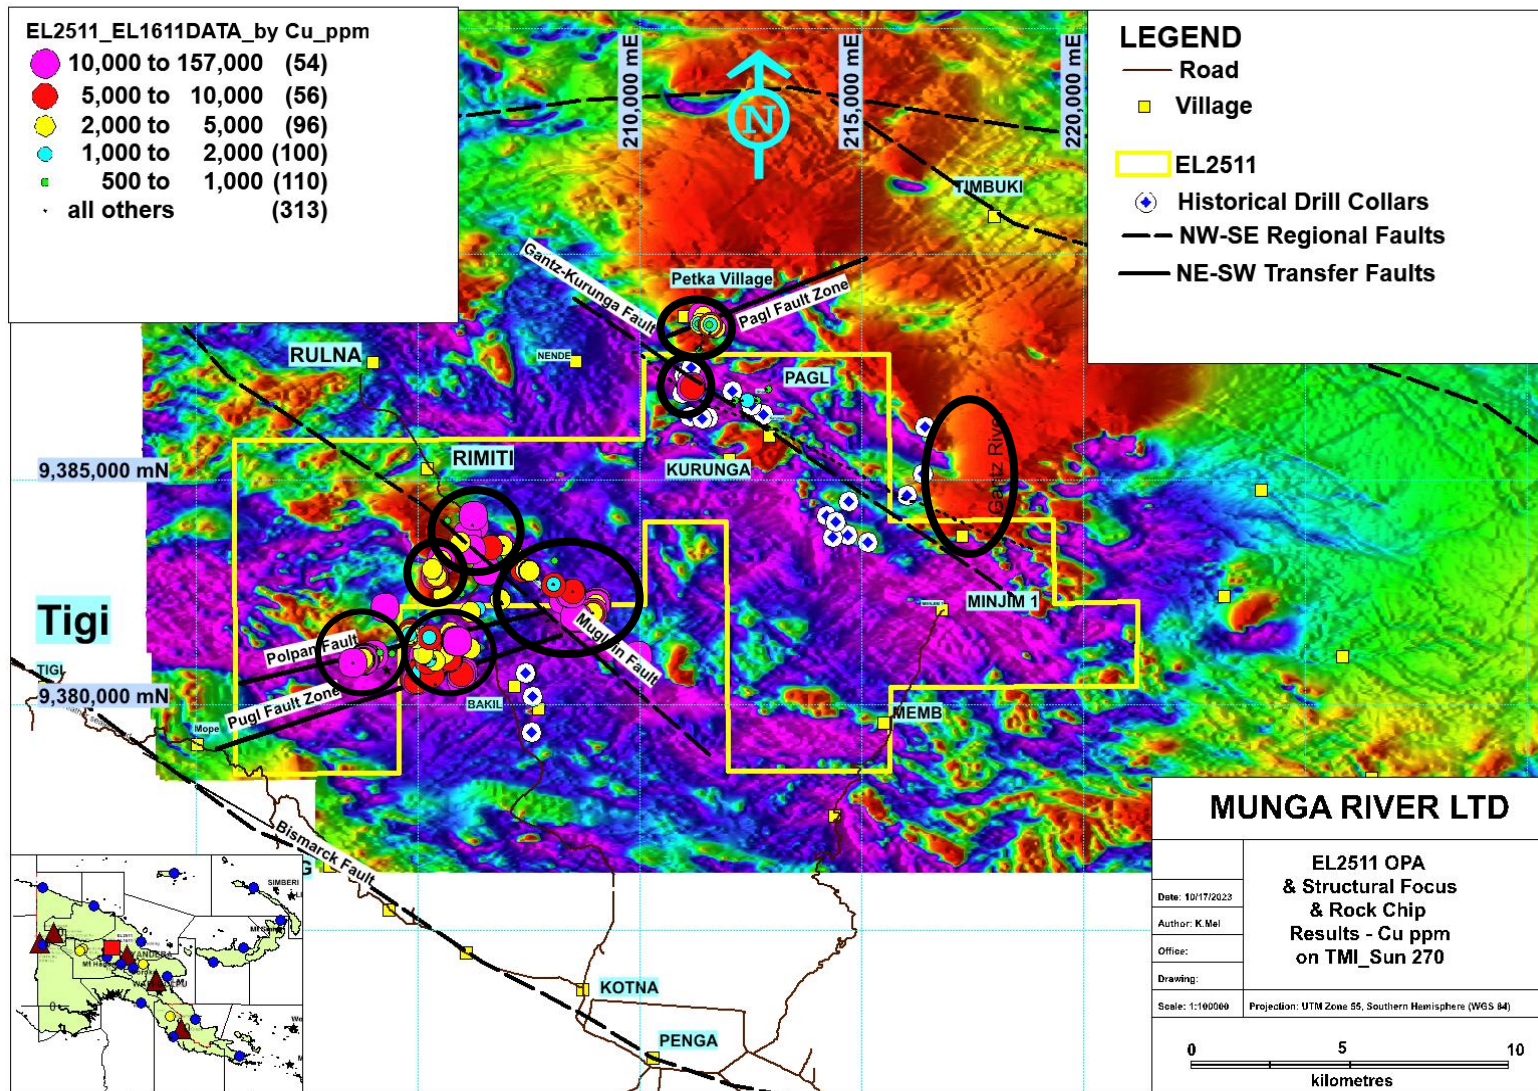 EL2511_EL1611DATA_by Cu_ppm
10,000 to 157,000 (54)
5,000 to 10,000 (56)
2,000 to 5,000 (96)
1,000 to 2,000 (100)
500 to 1,000 (110)
all others (313)
210,000 mE
215,000 mE
220,000 mE
N
LEGEND
Road
Village
EL2511
Historical Drill Collars
NW-SE Regional Faults
NE-SW Transfer Faults
TIMBUKI
Gantz-Kurunga Fault
Petka Village
Pagl Fault Zone
RULNA
NENDE
PAGL
RIMITI
KURUNGA
Gantz River
9,385,000 mN
Tigi
TIGI
Polpan Fault
Pugl Fault Zone
MINJIM 1
9,380,000 mN
BAKIL
MEMB
Mope
Bismarck Fault
KOTNA
PENGA
SIMBERI
MUNGA RIVER LTD
EL2511 OPA
& Structural Focus
& Rock Chip
Results - Cu ppm
on TMI_Sun 270
Date: 10/17/2023
Author: K.Mel
Office:
Drawing:
Scale: 1:100000
Projection: UTM Zone 55, Southern Hemisphere (WGS 84)
0 5 10
kilometres